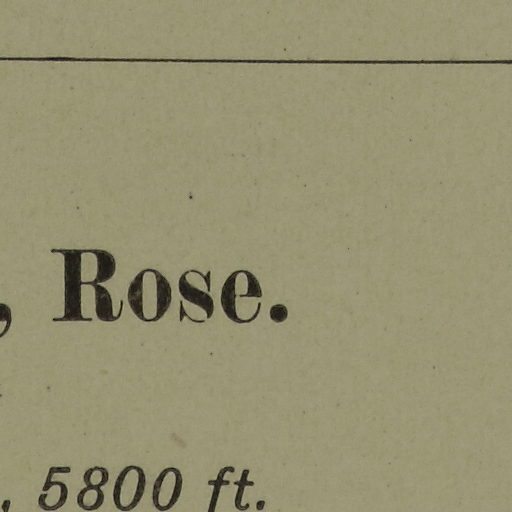 , Rose.
, 5800 ft.